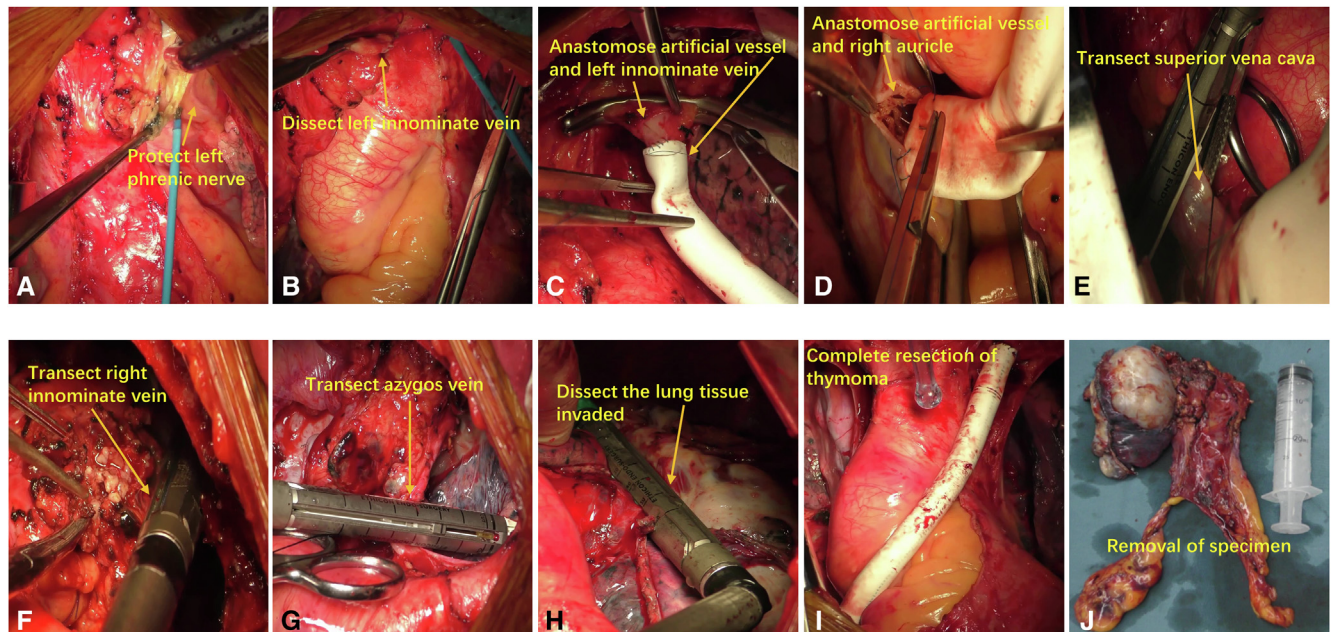 Protect left
phrenic nerve
A
Dissect left innominate vein
B
Anastomose artificial vessel
and left innominate vein
C
Anastomose artificial vessel
and right auricle
D
Transect superior vena cava
E
Transect right
innominate vein
F
Transect azygos vein
G
Dissect the lung tissue
invaded
H
Complete resection of
thymoma
I
Removal of specimen
J